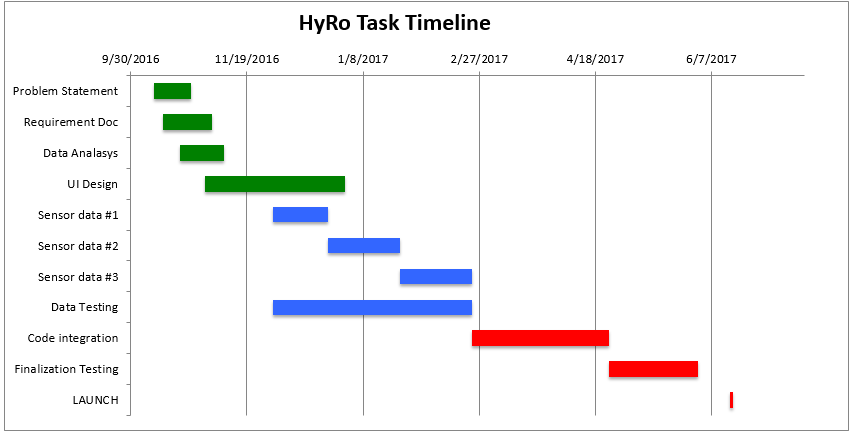 HyRo Task Timeline
9/30/2016 11/19/2016 1/8/2017 2/27/2017 4/18/2017 6/7/2017
Problem Statement
Requirement Doc
Data Analasys
UI Design
Sensor data #1
Sensor data #2
Sensor data #3
Data Testing
Code integration
Finalization Testing
LAUNCH